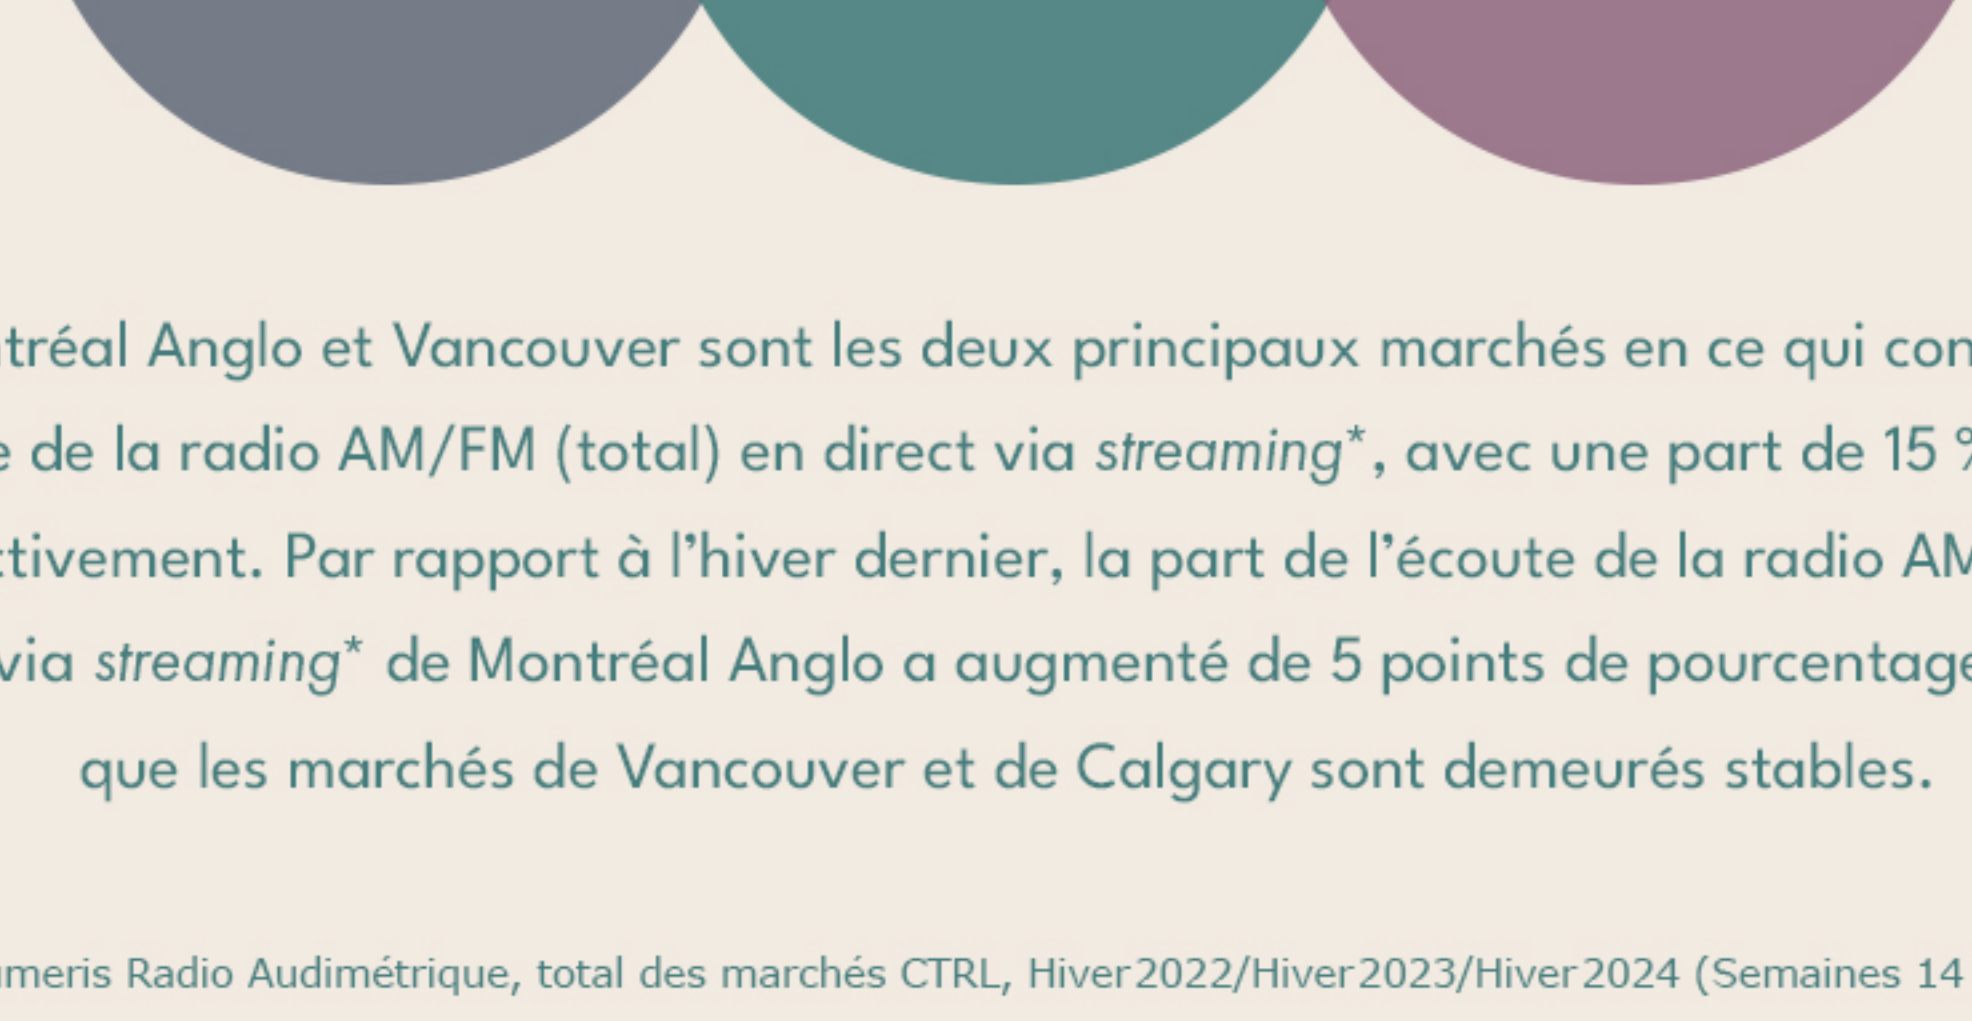 tréal Anglo et Vancouver sont les deux principaux marchés en ce qui con
e de la radio AM/FM (total) en direct via streaming*, avec une part de 15 %
ctivement. Par rapport à l’hiver dernier, la part de l’écoute de la radio AM
via streaming* de Montréal Anglo a augmenté de 5 points de pourcentage
que les marchés de Vancouver et de Calgary sont demeurés stables.
umeris Radio Audimétrique, total des marchés CTRL, Hiver 2022/Hiver 2023/Hiver 2024 (Semaines 14